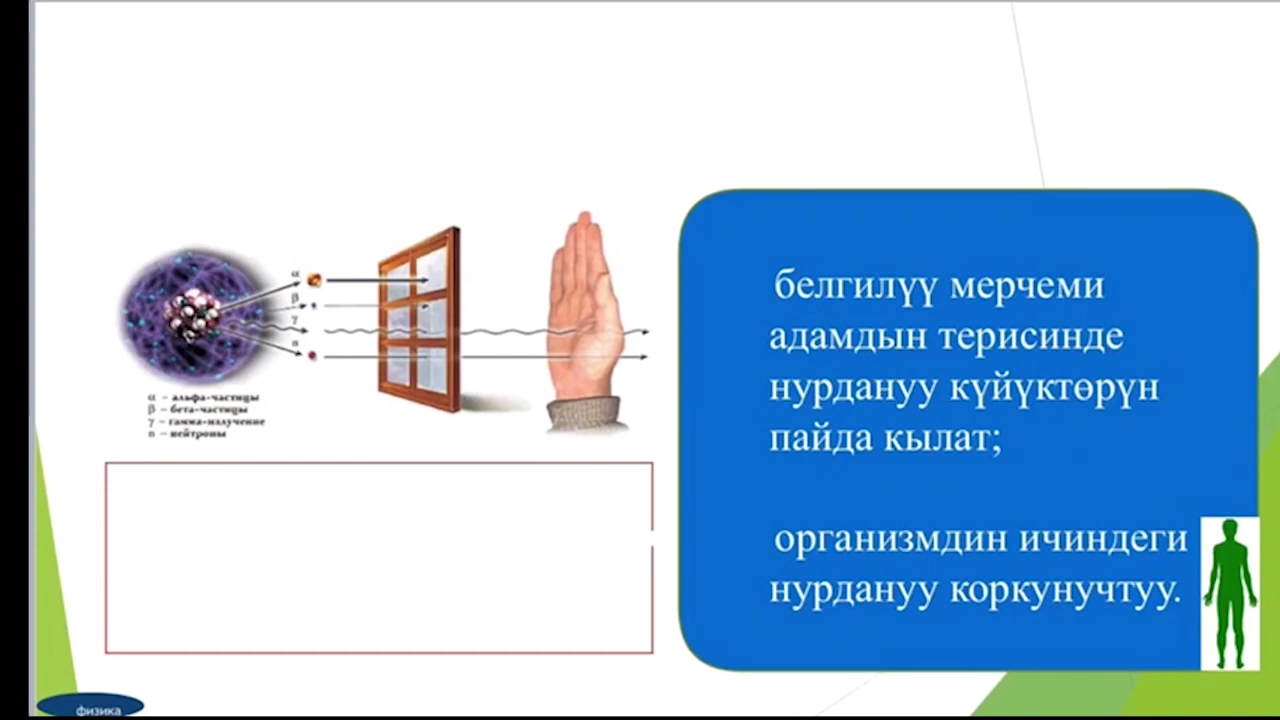 α
β
γ
n
α – альфа-частицы
β – бета-частицы
γ – гамма-излучение
n – нейтроны
белгилүү мерчеми
адамдын терисинде
нурдануу күйүктөрүн
пайда кылат;
организмдин ичиндеги
нурдануу коркунучтуу.
физика